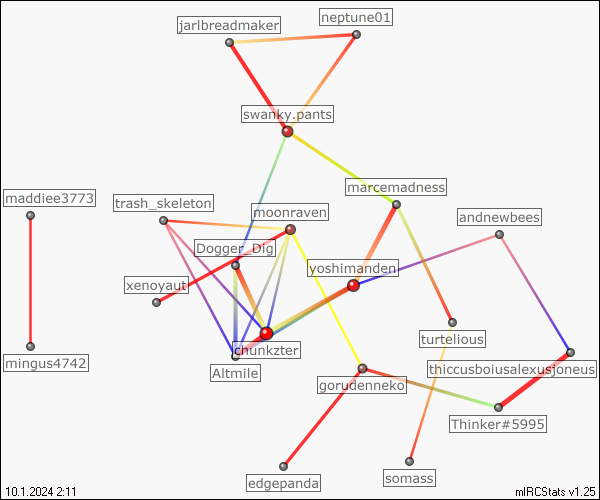 neptune01
jarlbreadmaker
swanky.pants
marcemadness
maddiee3773
trash_skeleton
moonraven
andnewbees
Dogger_Dig
yoshimanden
xenoyaut
turtelious
chunkzter
mingus4742
Altmile
thiccusboiusalexusjoneus
gorudenneko
Thinker#5995
edgepanda
somass
10.1.2024 2:11
mIRCStats v1.25